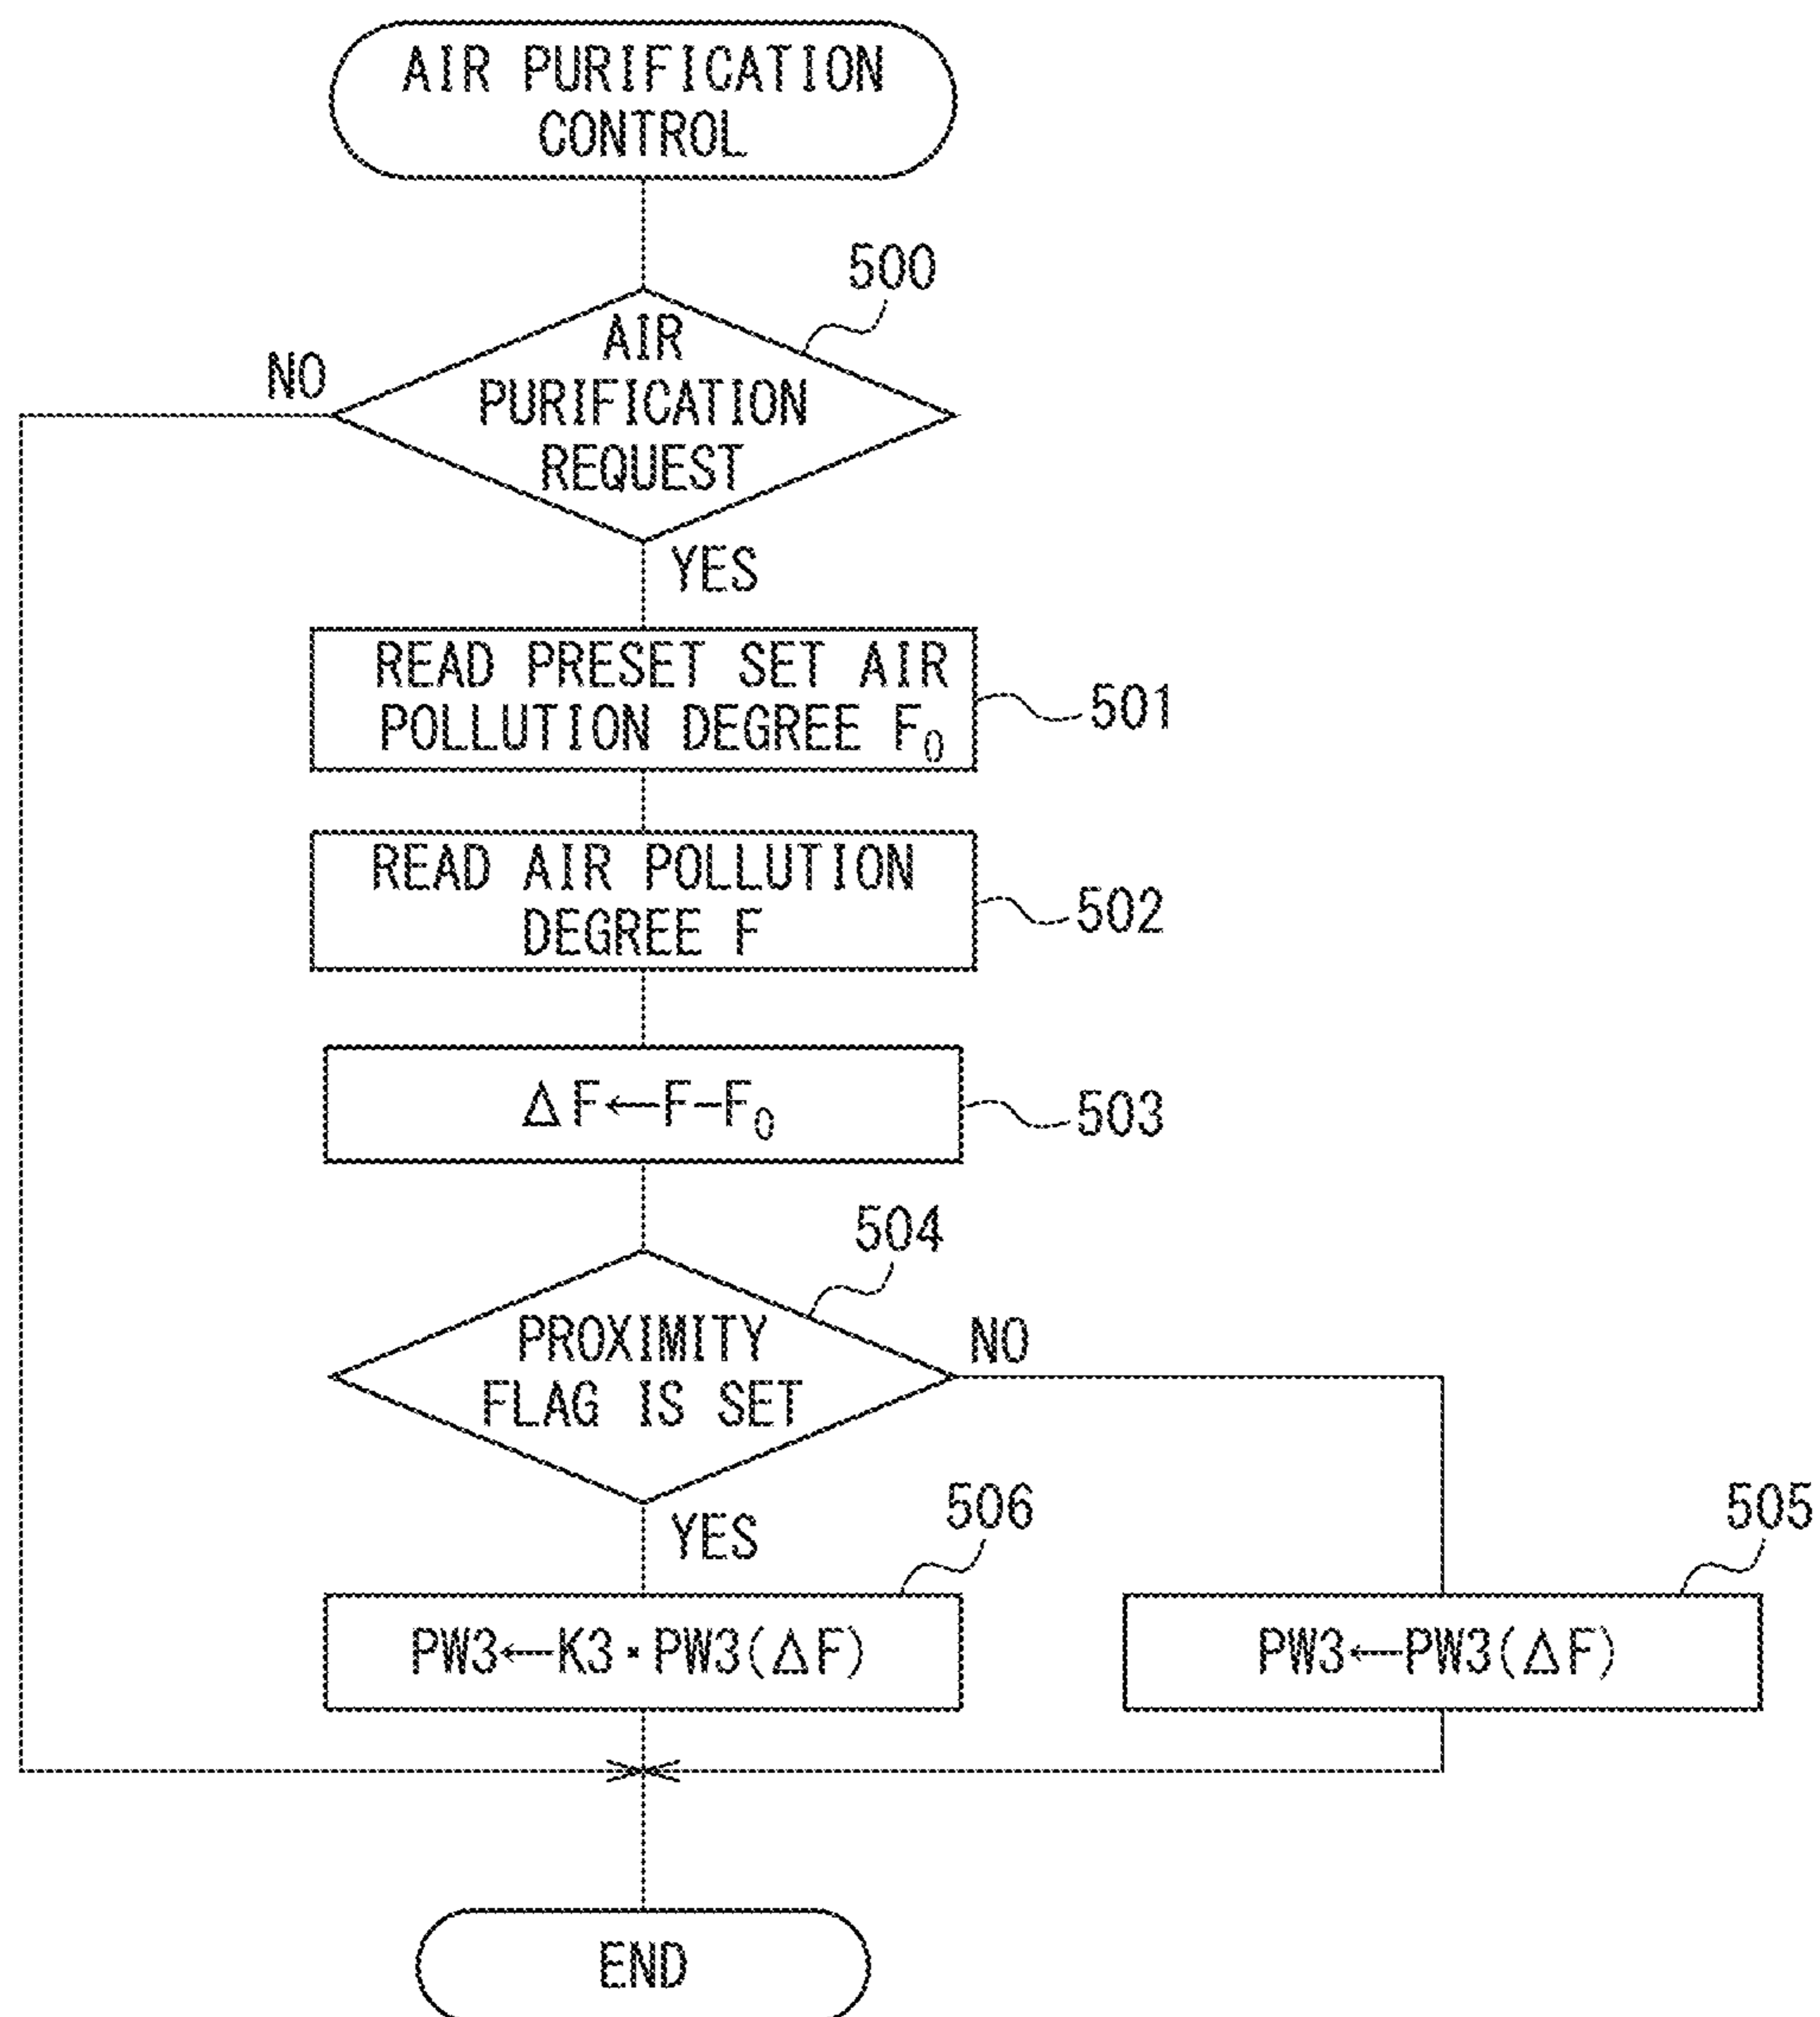 AIR PURIFICATION
CONTROL
500
AIR
PURIFICATION
REQUEST
NO
YES
READ PRESET SET AIR
POLLUTION DEGREE F₀
501
READ AIR POLLUTION
DEGREE F
502
ΔF←F−F₀
503
504
PROXIMITY
FLAG IS SET
NO
YES
506
505
PW3←K3・PW3(ΔF)
PW3←PW3(ΔF)
END